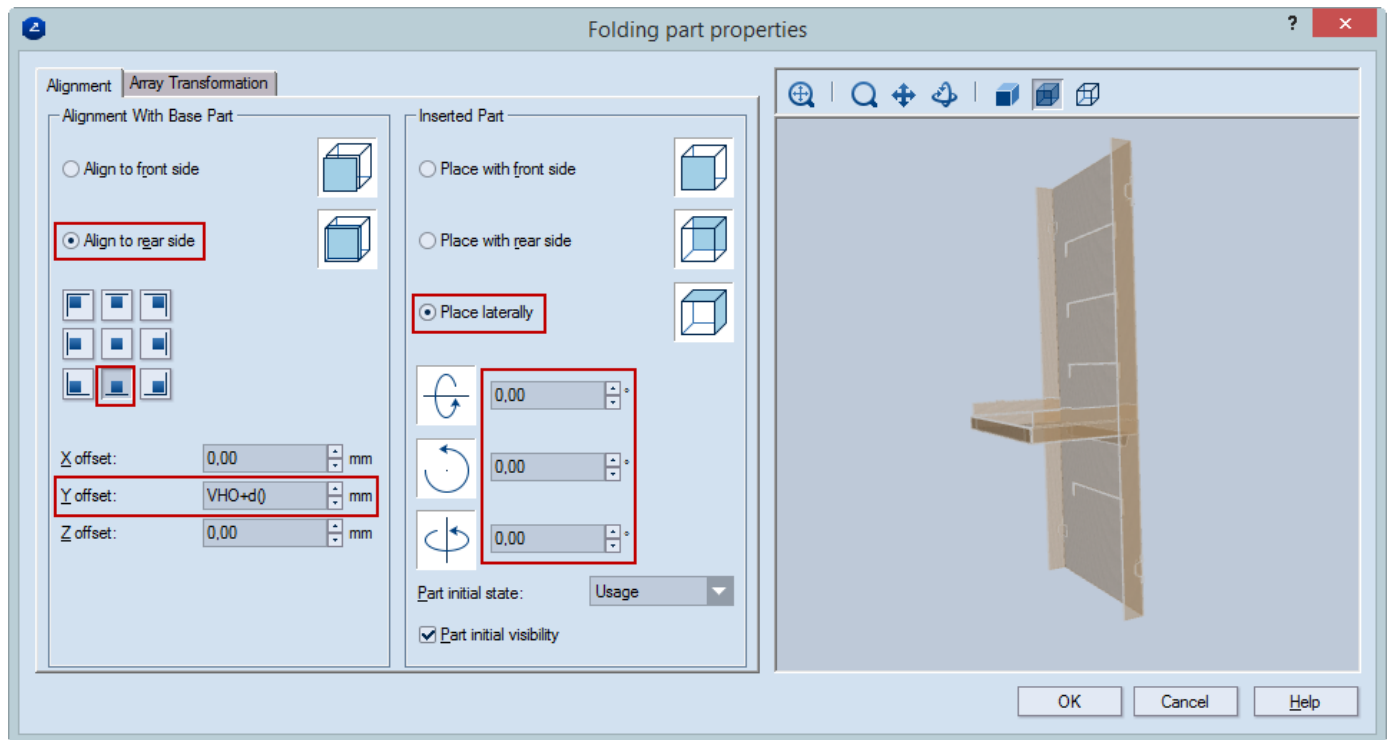 Folding part properties
?
Alignment
Array Transformation
Alignment With Base Part
Align to front side
Align to rear side
X offset:
0,00
mm
Y offset:
VHO+d()
mm
Z offset:
0,00
mm
Inserted Part
Place with front side
Place with rear side
Place laterally
0,00
°
0,00
°
0,00
°
Part initial state:
Usage
Part initial visibility
OK
Cancel
Help